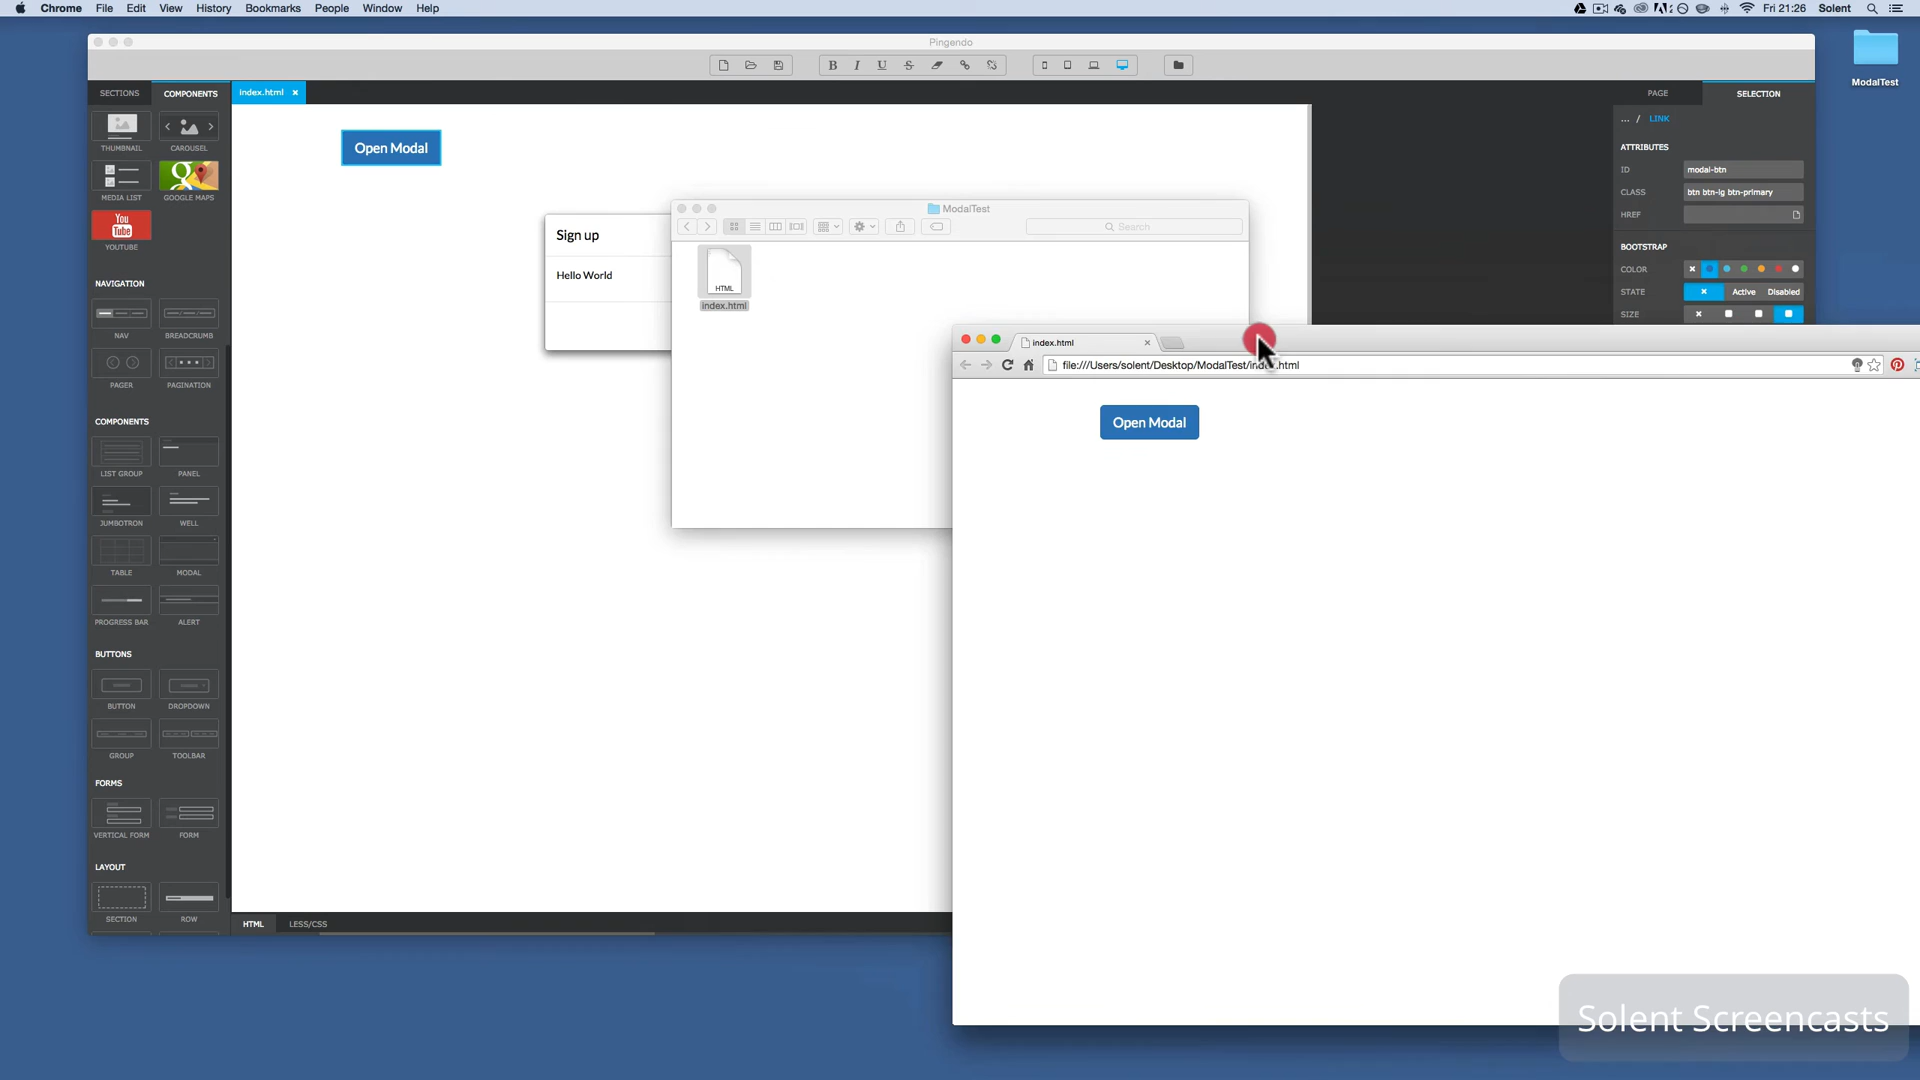 Chrome File Edit View History Bookmarks People Window Help
Fri 21:26 Solent
Pingendo
ModalTest
SECTIONS COMPONENTS
index.html
PAGE SELECTION
... / LINK
Open Modal
THUMBNAIL CAROUSEL
ATTRIBUTES
ID modal-btn
CLASS btn btn-lg btn-primary
HREF
MEDIA LIST GOOGLE MAPS
You Tube
YOUTUBE
BOOTSTRAP
COLOR
STATE Active Disabled
SIZE
Sign up
Hello World
ModalTest
Search
HTML
index.html
index.html
file:///Users/solent/Desktop/ModalTest/index.html
Open Modal
NAVIGATION
NAV BREADCRUMB
PAGER PAGINATION
COMPONENTS
LIST GROUP PANEL
JUMBOTRON WELL
TABLE MODAL
PROGRESS BAR ALERT
BUTTONS
BUTTON DROPDOWN
GROUP TOOLBAR
FORMS
VERTICAL FORM FORM
LAYOUT
SECTION ROW
HTML LESS/CSS
Solent Screencasts